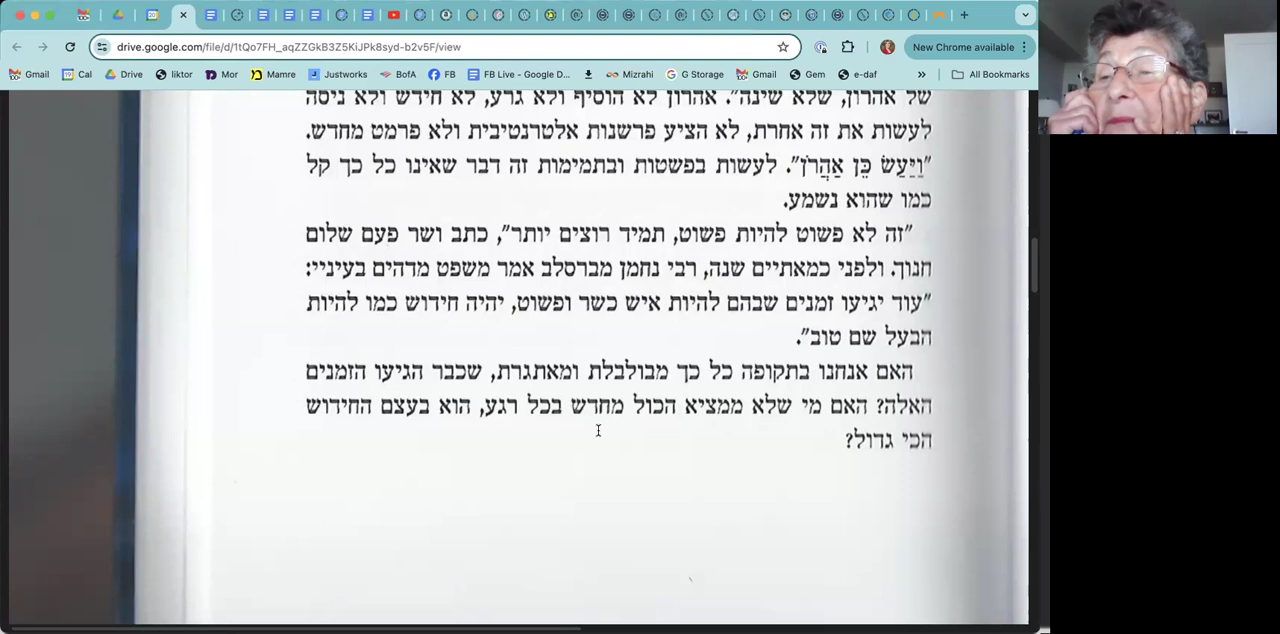 New Chrome available
drive.google.com/file/d/1tQo7FH_aqZZGkB3Z5KiJPk8syd-b2v5F/view
Gmail Cal Drive liktor Mor Mamre Justworks BofA FB FB Live - Google D... Mizrahi G Storage Gmail Gem e-daf » All Bookmarks
של אהרון, שלא שינה". אהרון לא הוסיף ולא גרע, לא חידש ולא ניסה
לעשות את זה אחרת, לא הציע פרשנות אלטרנטיבית ולא פרמט מחדש.
"וַיַּעַשׂ כֵּן אַהֲרֹן". לעשות בפשטות ובתמימות זה דבר שאינו כל כך קל
כמו שהוא נשמע.
"זה לא פשוט להיות פשוט, תמיד רוצים יותר", כתב ושר פעם שלום
חנוך. ולפני כמאתיים שנה, רבי נחמן מברסלב אמר משפט מדהים בעיניי:
"עוד יגיעו זמנים שבהם להיות איש כשר ופשוט, יהיה חידוש כמו להיות
הבעל שם טוב".
האם אנחנו בתקופה כל כך מבולבלת ומאתגרת, שכבר הגיעו הזמנים
האלה? האם מי שלא ממציא הכול מחדש בכל רגע, הוא בעצם החידוש
הכי גדול?